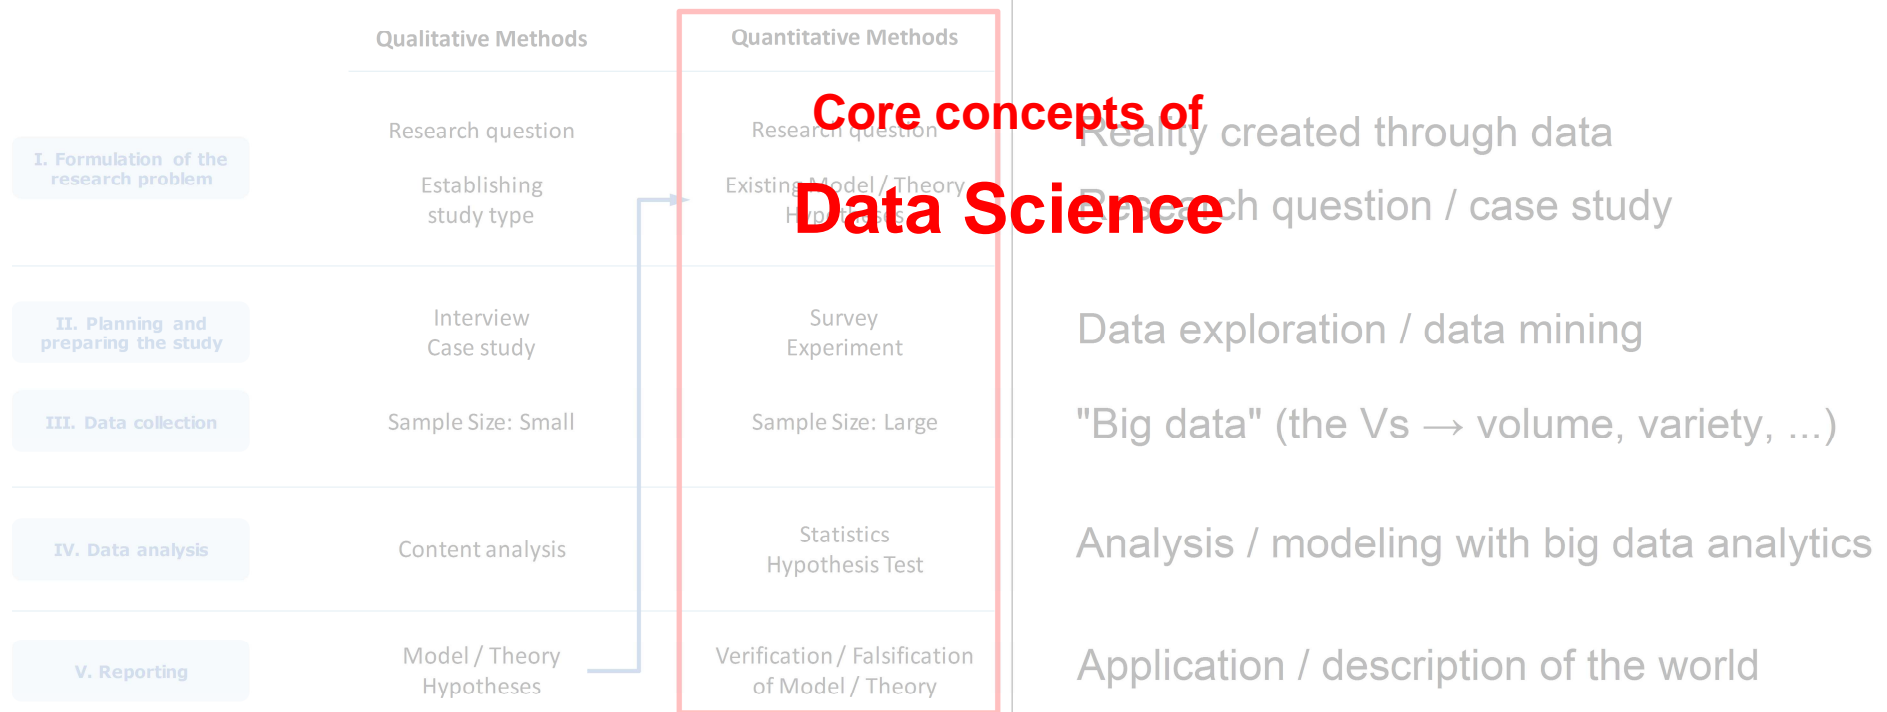 Qualitative Methods
Quantitative Methods
Core concepts of
Data Science
I. Formulation of the
research problem
Research question
Establishing
study type
Research question
Existing Model / Theory
Hypotheses
Reality created through data
Research question / case study
II. Planning and
preparing the study
Interview
Case study
Survey
Experiment
Data exploration / data mining
III. Data collection
Sample Size: Small
Sample Size: Large
"Big data" (the Vs → volume, variety, ...)
IV. Data analysis
Content analysis
Statistics
Hypothesis Test
Analysis / modeling with big data analytics
V. Reporting
Model / Theory
Hypotheses
Verification / Falsification
of Model / Theory
Application / description of the world